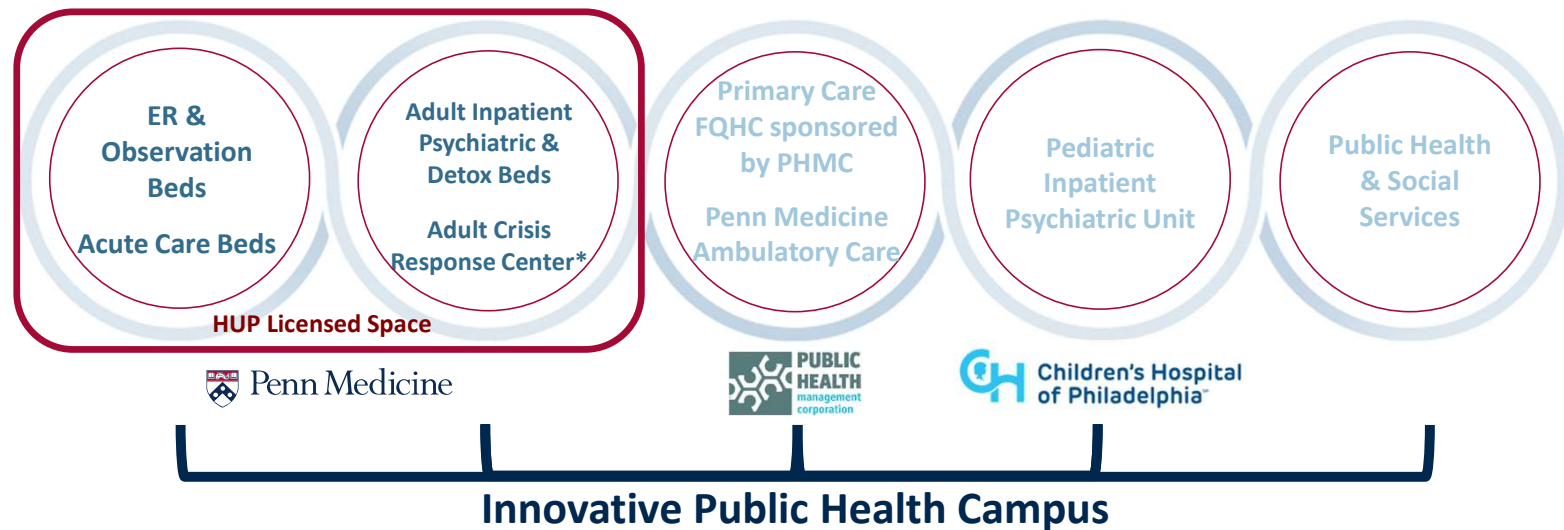 ER &
Observation
Beds
Acute Care Beds
Adult Inpatient
Psychiatric &
Detox Beds
Adult Crisis
Response Center*
HUP Licensed Space
Primary Care
FQHC sponsored
by PHMC
Penn Medicine
Ambulatory Care
Pediatric
Inpatient
Psychiatric Unit
Public Health
& Social
Services
Penn Medicine
PUBLIC
HEALTH
management
corporation
CH
Children's Hospital
of Philadelphia℠
Innovative Public Health Campus